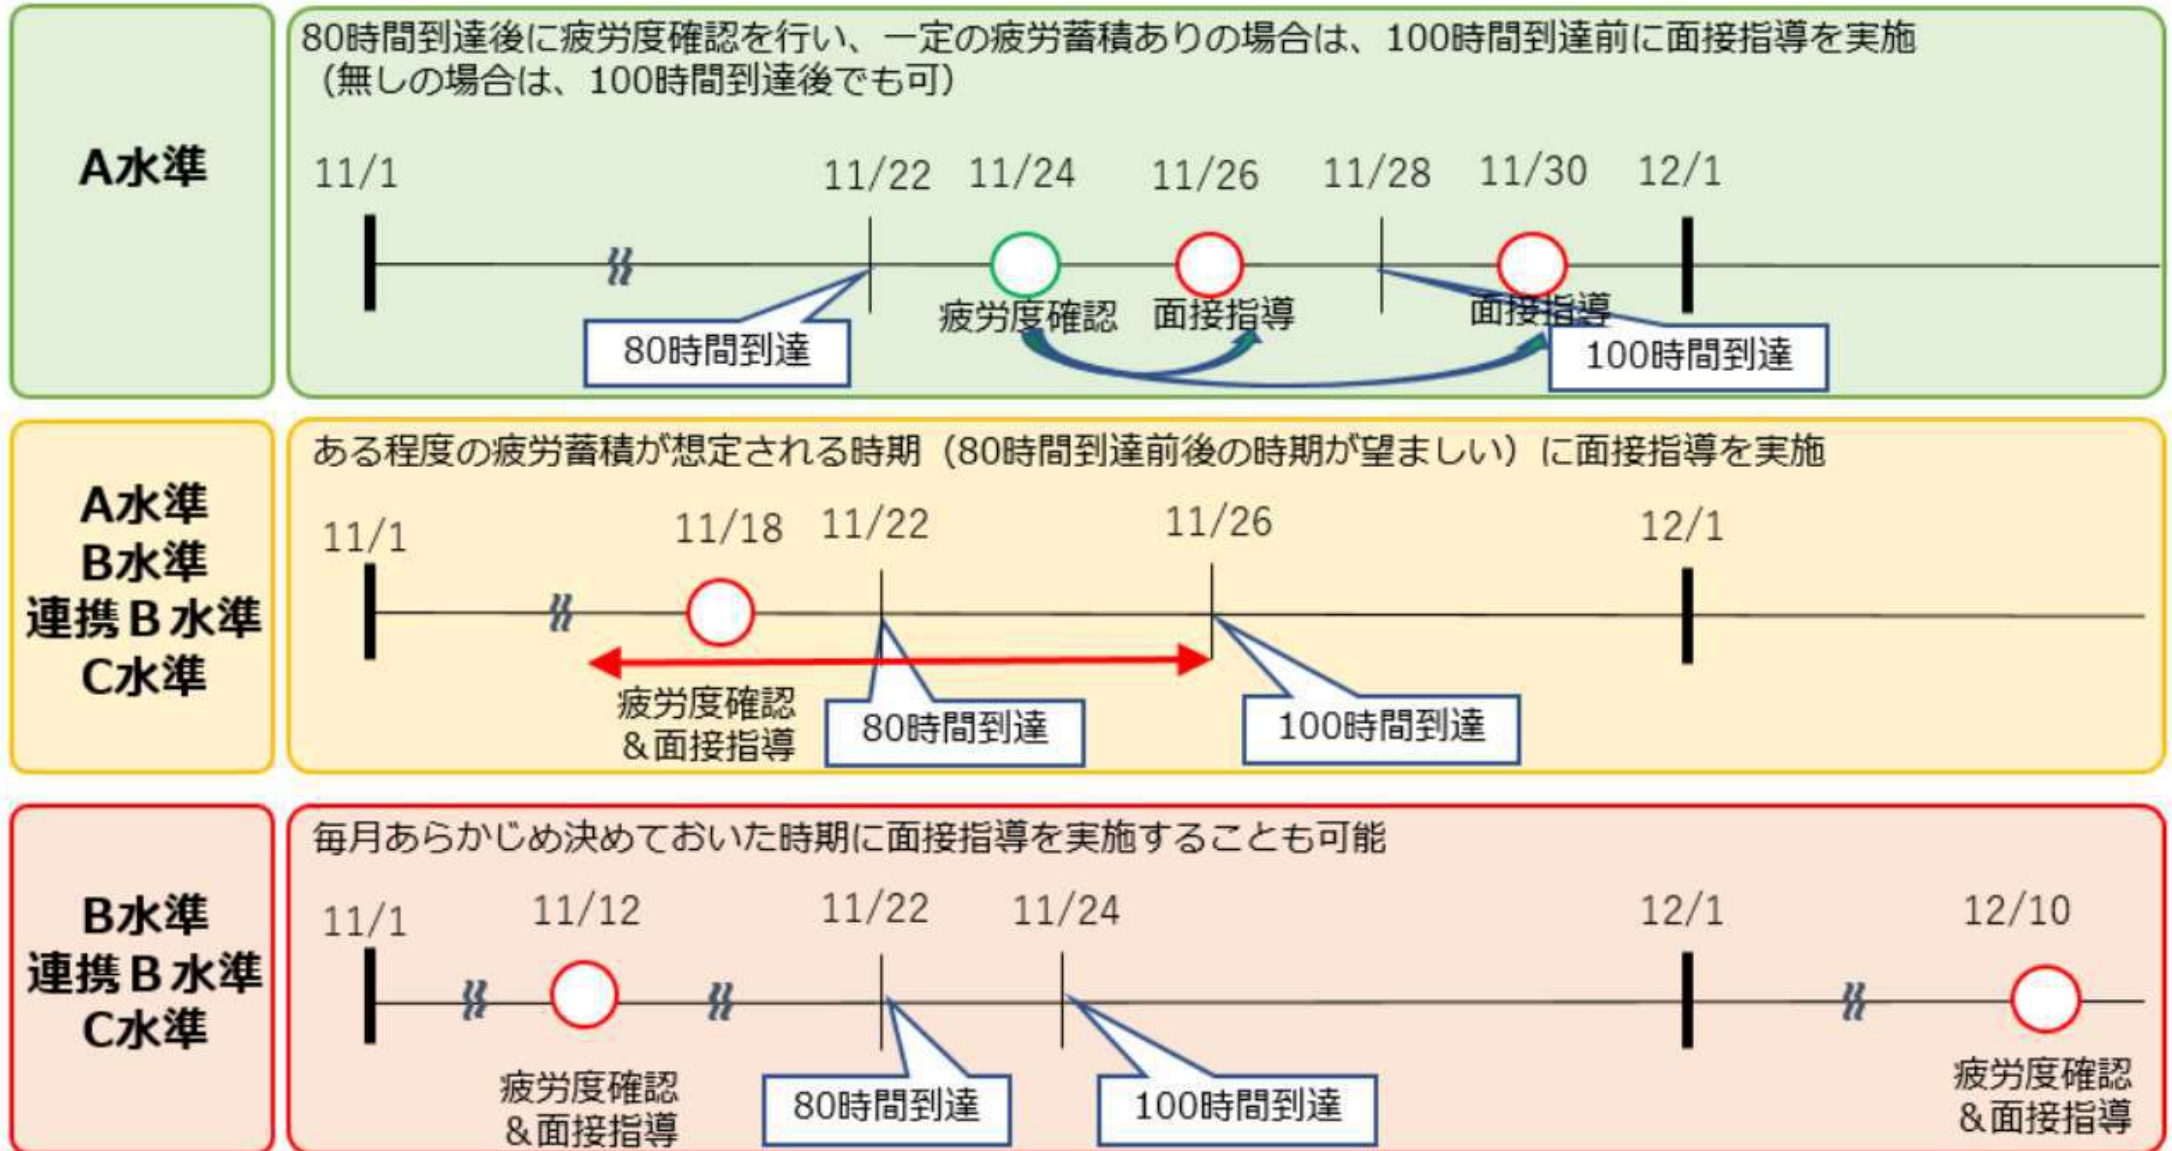 A水準
80時間到達後に疲労度確認を行い、一定の疲労蓄積ありの場合は、100時間到達前に面接指導を実施
（無しの場合は、100時間到達後でも可）
11/1
11/22
11/24
11/26
11/28
11/30
12/1
疲労度確認
面接指導
面接指導
80時間到達
100時間到達
A水準
B水準
連携B水準
C水準
ある程度の疲労蓄積が想定される時期（80時間到達前後の時期が望ましい）に面接指導を実施
11/1
11/18
11/22
11/26
12/1
疲労度確認
＆面接指導
80時間到達
100時間到達
B水準
連携B水準
C水準
毎月あらかじめ決めておいた時期に面接指導を実施することも可能
11/1
11/12
11/22
11/24
12/1
12/10
疲労度確認
＆面接指導
80時間到達
100時間到達
疲労度確認
＆面接指導